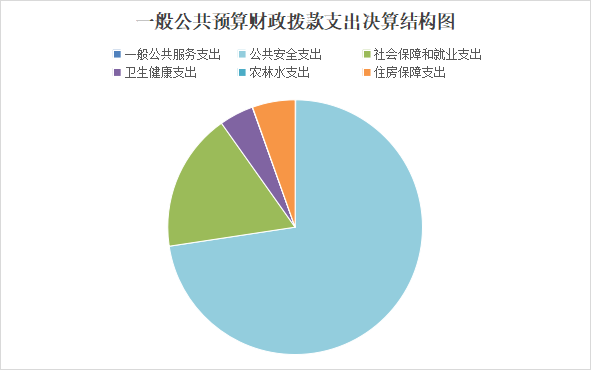 一般公共预算财政拨款支出决算结构图
一般公共服务支出 公共安全支出 社会保障和就业支出
卫生健康支出 农林水支出 住房保障支出